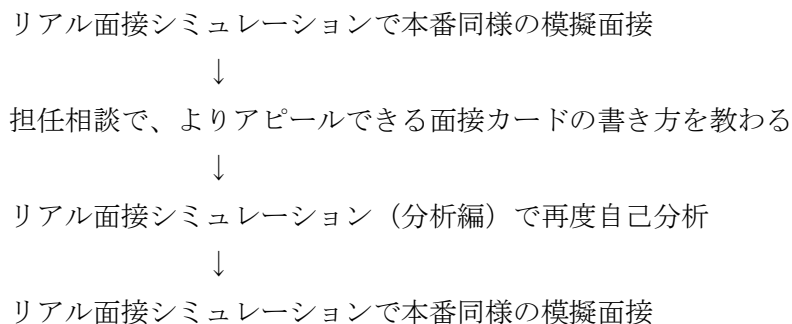 リアル面接シミュレーションで本番同様の模擬面接
↓
担任相談で、よりアピールできる面接カードの書き方を教わる
↓
リアル面接シミュレーション（分析編）で再度自己分析
↓
リアル面接シミュレーションで本番同様の模擬面接